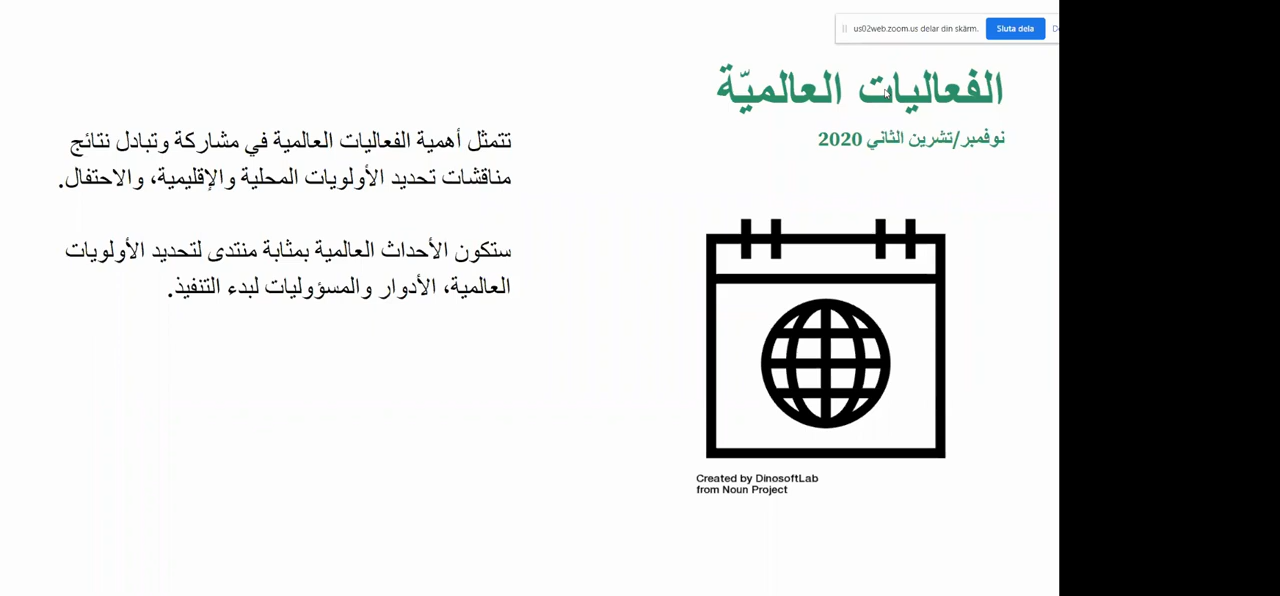 us02web.zoom.us delar din skärm.
Sluta dela
الفعاليات العالميّة
نوفمبر/تشرين الثاني 2020
تتمثل أهمية الفعاليات العالمية في مشاركة وتبادل نتائج
مناقشات تحديد الأولويات المحلية والإقليمية، والاحتفال.
ستكون الأحداث العالمية بمثابة منتدى لتحديد الأولويات
العالمية، الأدوار والمسؤوليات لبدء التنفيذ.
Created by DinosoftLab
from Noun Project